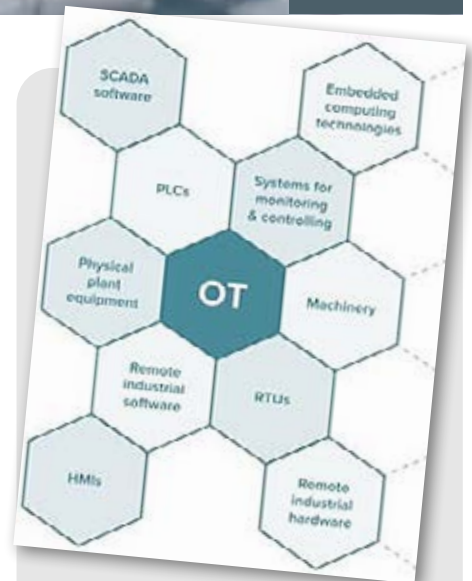 SCADA
software
Embedded
computing
technologies
PLCs
Systems for
monitoring
& controlling
Physical
plant
equipment
OT
Machinery
Remote
industrial
software
RTUs
HMIs
Remote
industrial
hardware